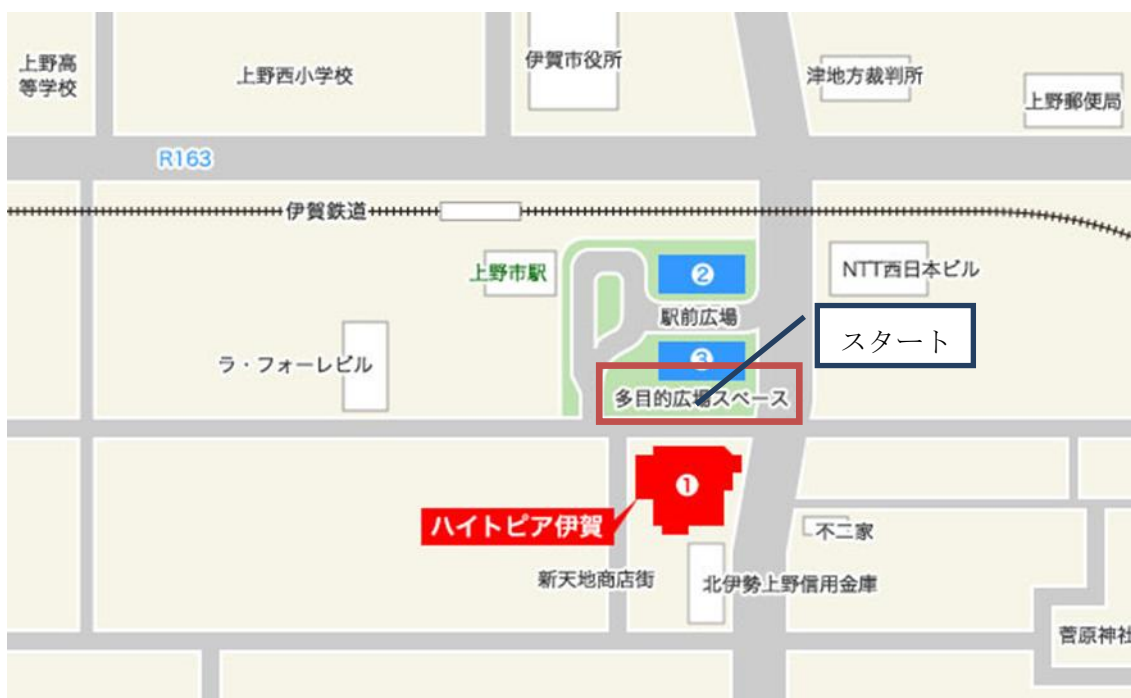 上野高
等学校
上野西小学校
伊賀市役所
津地方裁判所
上野郵便局
R163
伊賀鉄道
上野市駅
②
NTT西日本ビル
駅前広場
スタート
③
ラ・フォーレビル
多目的広場スペース
①
ハイトピア伊賀
不二家
新天地商店街
北伊勢上野信用金庫
菅原神社